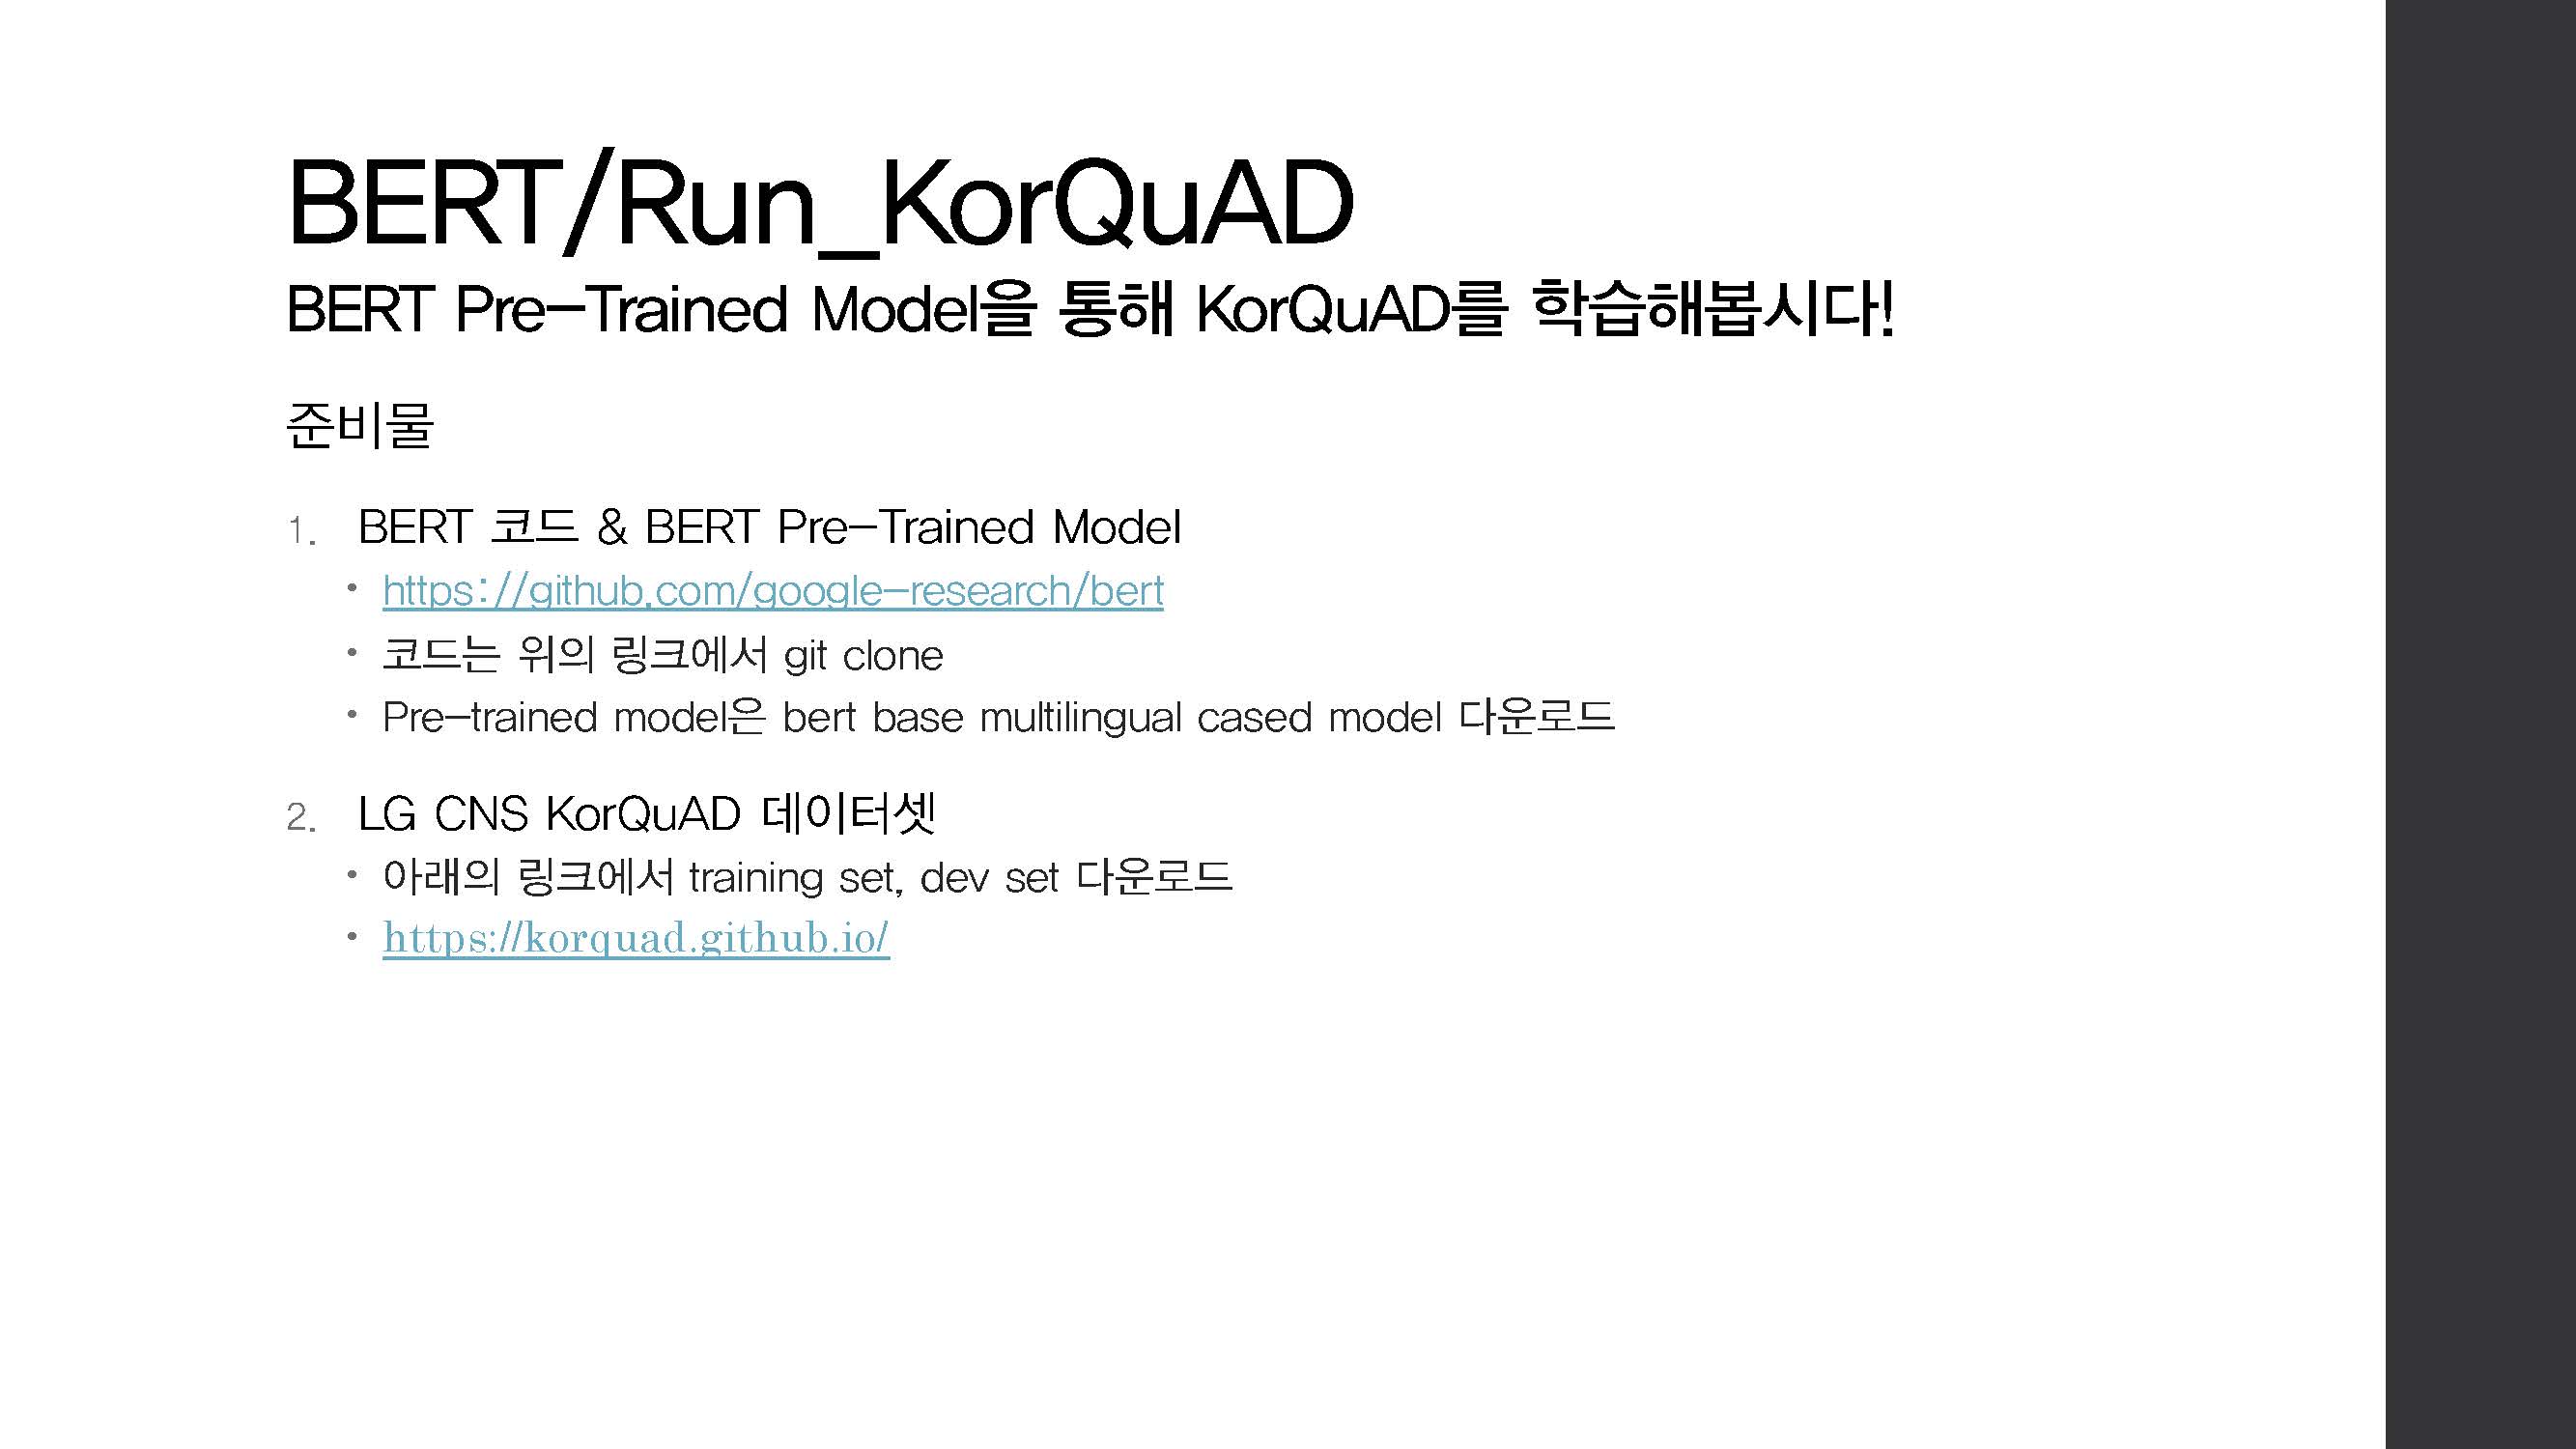 BERT/Run_KorQuAD
BERT Pre-Trained Model을 통해 KorQuAD를 학습해봅시다!
준비물
1. BERT 코드 & BERT Pre-Trained Model
• https://github.com/google-research/bert
• 코드는 위의 링크에서 git clone
• Pre-trained model은 bert base multilingual cased model 다운로드
2. LG CNS KorQuAD 데이터셋
• 아래의 링크에서 training set, dev set 다운로드
• https://korquad.github.io/